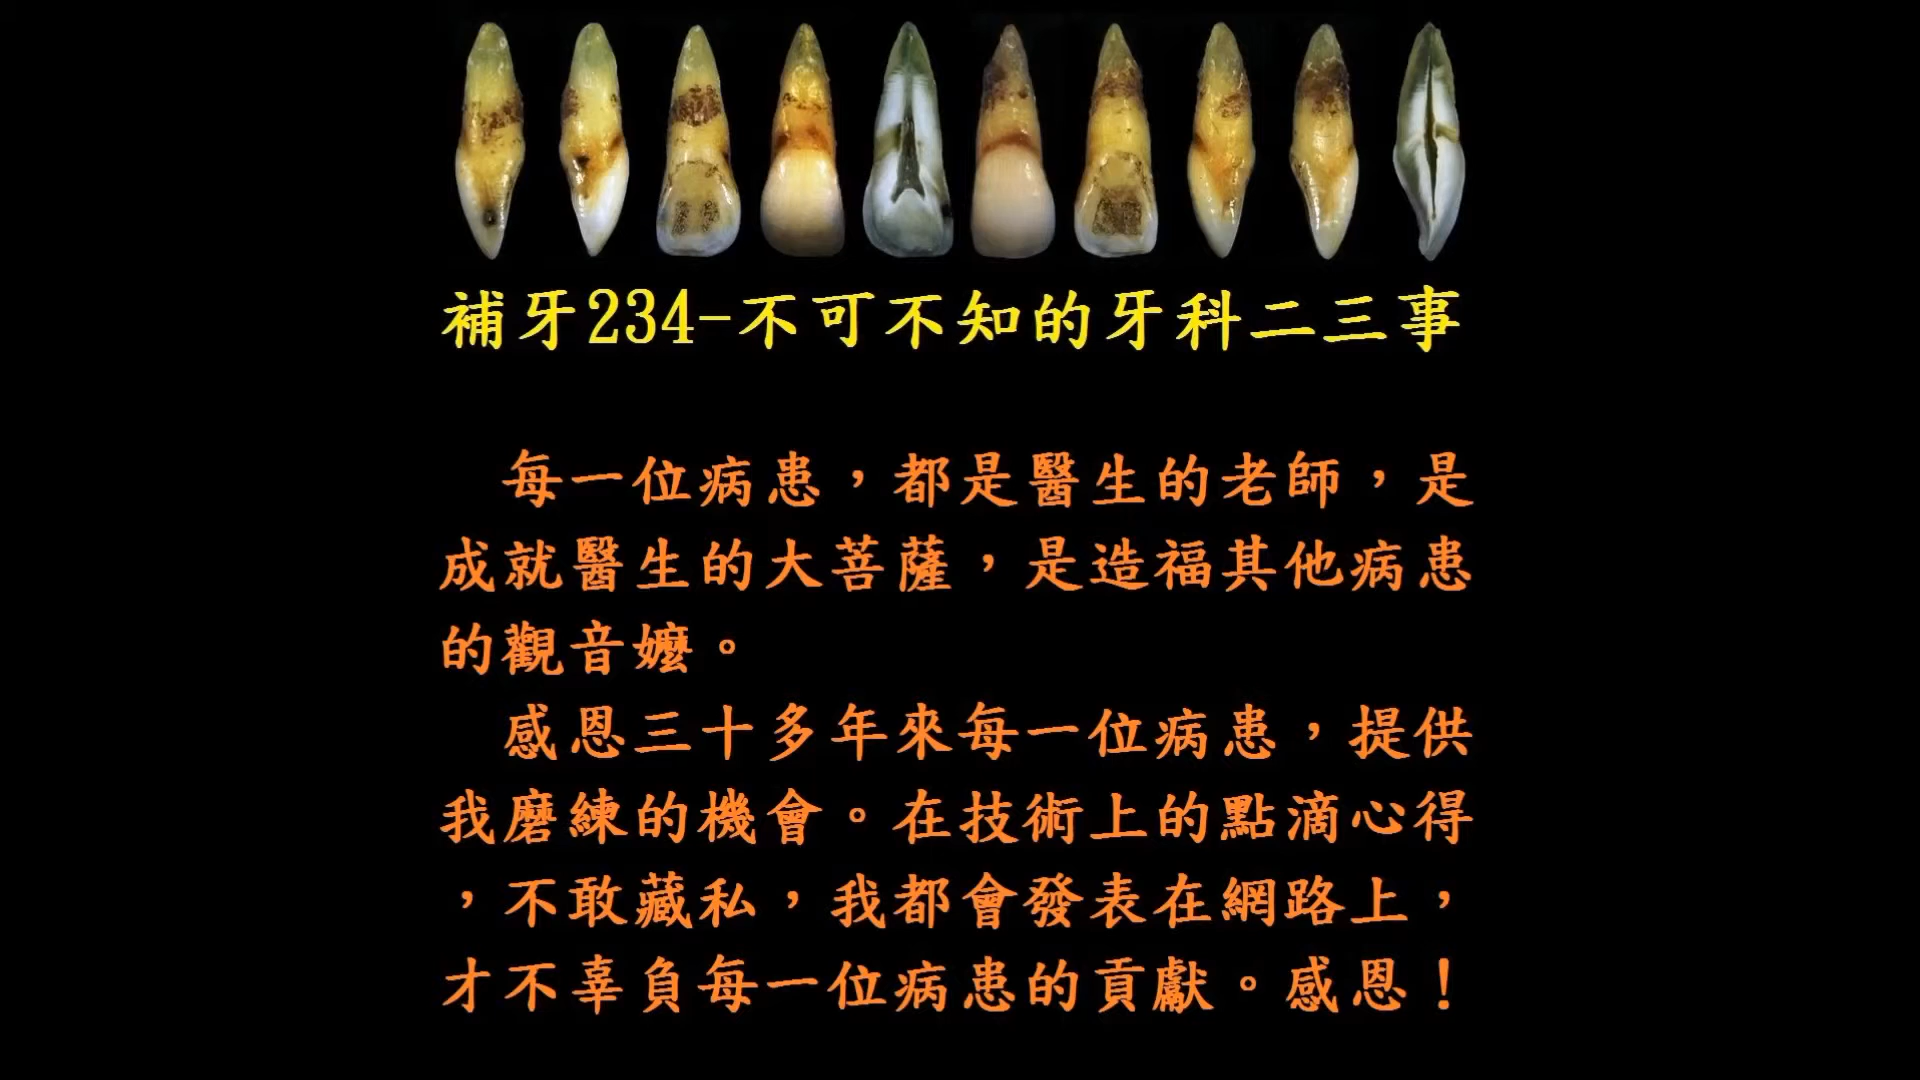 補牙234-不可不知的牙科二三事
每一位病患，都是醫生的老師，是
成就醫生的大菩薩，是造福其他病患
的觀音嬤。
感恩三十多年來每一位病患，提供
我磨練的機會。在技術上的點滴心得
，不敢藏私，我都會發表在網路上，
才不辜負每一位病患的貢獻。感恩！